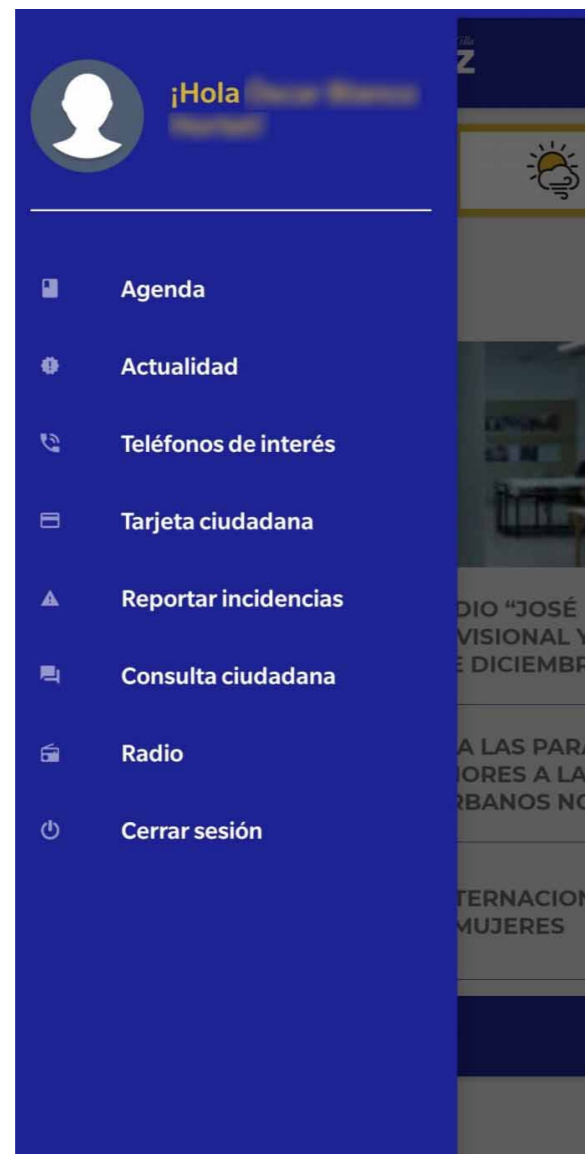 ¡Hola
Agenda
Actualidad
Teléfonos de interés
Tarjeta ciudadana
Reportar incidencias
Consulta ciudadana
Radio
Cerrar sesión
Z
DIO “JOSÉ
VISIONAL Y
E DICIEMBR
A LAS PAR
IORES A LA
RBANOS NO
TERNACION
MUJERES